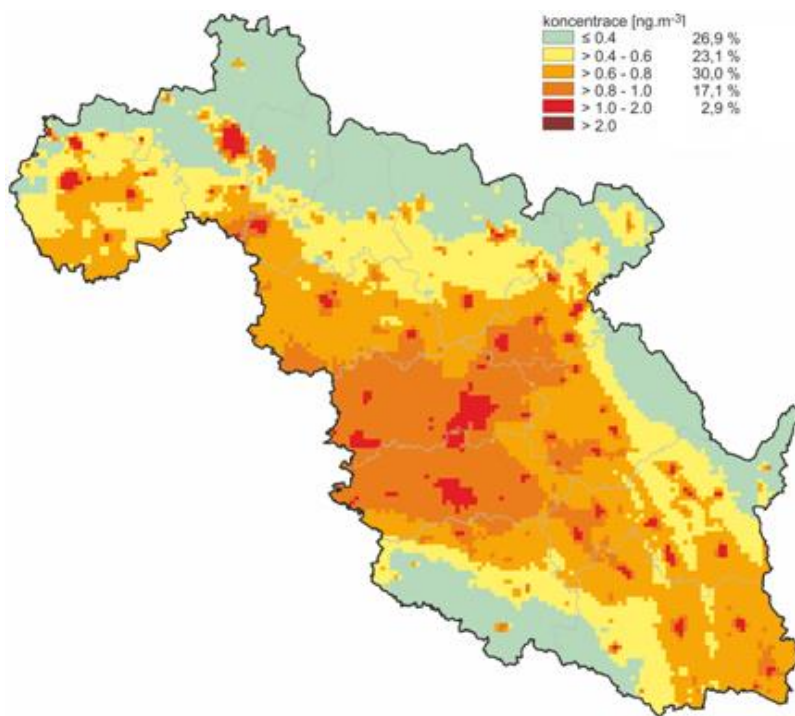 koncentrace [ng.m⁻³]
≤ 0.4 26,9 %
> 0.4 - 0.6 23,1 %
> 0.6 - 0.8 30,0 %
> 0.8 - 1.0 17,1 %
> 1.0 - 2.0 2,9 %
> 2.0